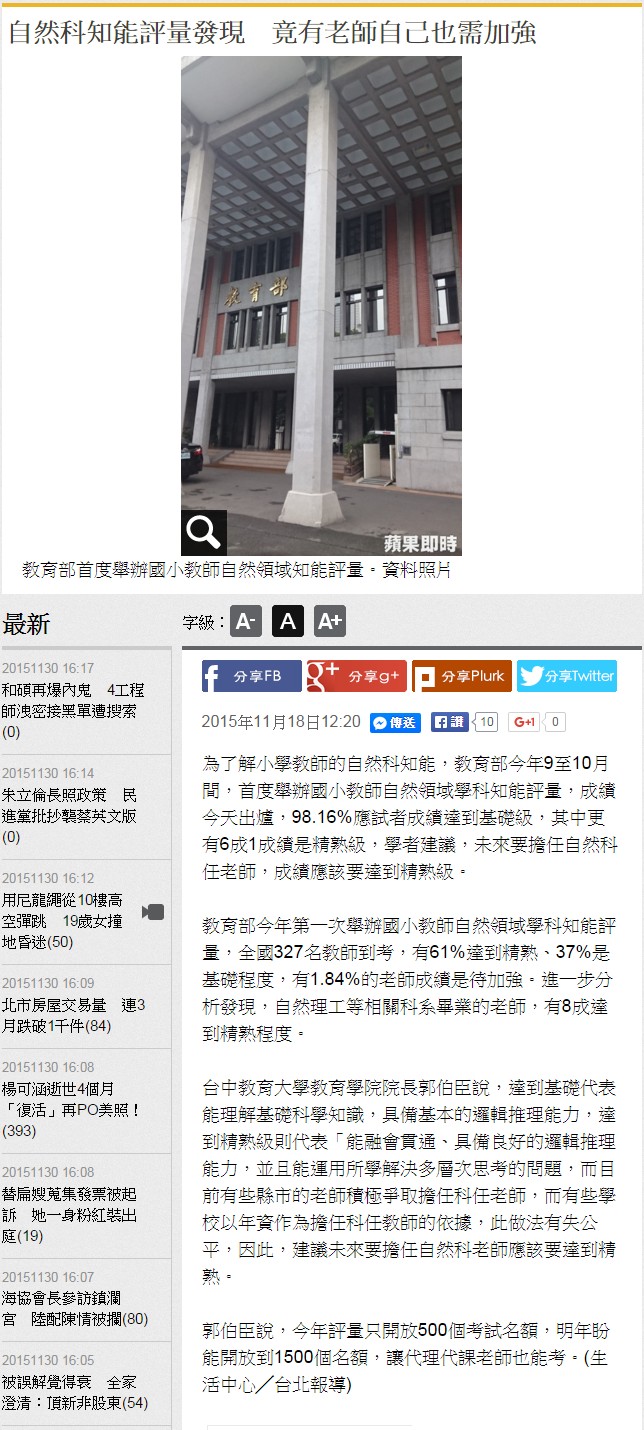 自然科知能評量發現　竟有老師自己也需加強
教育部
蘋果即時
教育部首度舉辦國小教師自然領域知能評量。資料照片
最新
20151130 16:17
和碩再爆內鬼　4工程
師洩密接黑單遭搜索
(0)
20151130 16:14
朱立倫長照政策　民
進黨批抄襲蔡英文版
(0)
20151130 16:12
用尼龍繩從10樓高
空彈跳　19歲女撞
地昏迷(50)
20151130 16:09
北市房屋交易量　連3
月跌破1千件(84)
20151130 16:08
楊可涵逝世4個月
「復活」再PO美照！
(393)
20151130 16:08
替扁嫂蒐集發票被起
訴　她一身粉紅裝出
庭(19)
20151130 16:07
海協會長參訪鎮瀾
宮　陸配陳情被攔(80)
20151130 16:05
被誤解覺得衰　全家
澄清：頂新非股東(54)
字級：A- A A+
f 分享FB g+ 分享g+ 分享Plurk 分享Twitter
2015年11月18日12:20 傳送 讚 10 G+1 0
為了解小學教師的自然科知能，教育部今年9至10月
間，首度舉辦國小教師自然領域學科知能評量，成績
今天出爐，98.16%應試者成績達到基礎級，其中更
有6成1成績是精熟級，學者建議，未來要擔任自然科
任老師，成績應該要達到精熟級。
教育部今年第一次舉辦國小教師自然領域學科知能評
量，全國327名教師到考，有61%達到精熟、37%是
基礎程度，有1.84%的老師成績是待加強。進一步分
析發現，自然理工等相關科系畢業的老師，有8成達
到精熟程度。
台中教育大學教育學院院長郭伯臣說，達到基礎代表
能理解基礎科學知識，具備基本的邏輯推理能力，達
到精熟級則代表「能融會貫通、具備良好的邏輯推理
能力，並且能運用所學解決多層次思考的問題，而目
前有些縣市的老師積極爭取擔任科任老師，而有些學
校以年資作為擔任科任教師的依據，此做法有失公
平，因此，建議未來要擔任自然科老師應該要達到精
熟。
郭伯臣說，今年評量只開放500個考試名額，明年盼
能開放到1500個名額，讓代理代課老師也能考。(生
活中心╱台北報導)